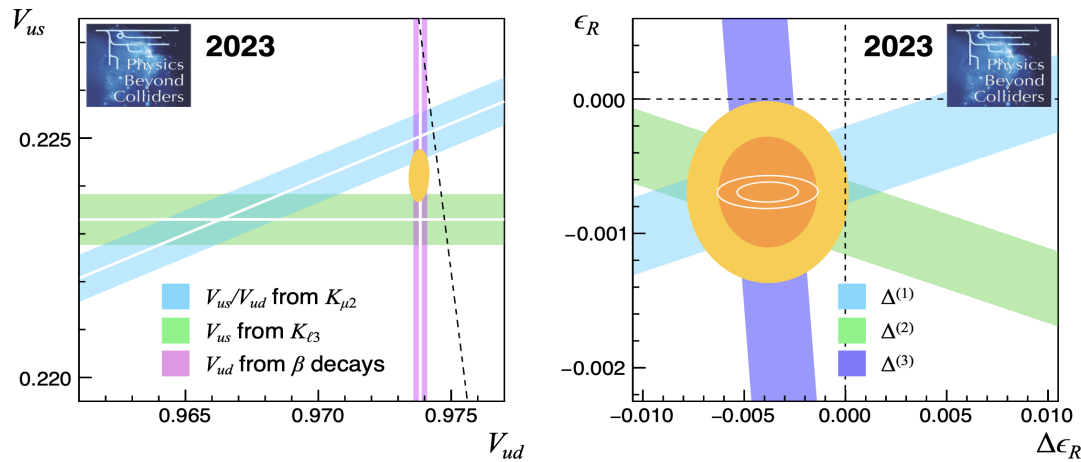 V_us
Physics
Beyond
Colliders
2023
0.225
0.220
V_us/V_ud from K_μ2
V_us from K_ℓ3
V_ud from β decays
0.965
0.970
0.975
V_ud
ϵ_R
2023
Physics
Beyond
Colliders
0.000
−0.001
−0.002
Δ^(1)
Δ^(2)
Δ^(3)
−0.010
−0.005
0.000
0.005
0.010
Δϵ_R